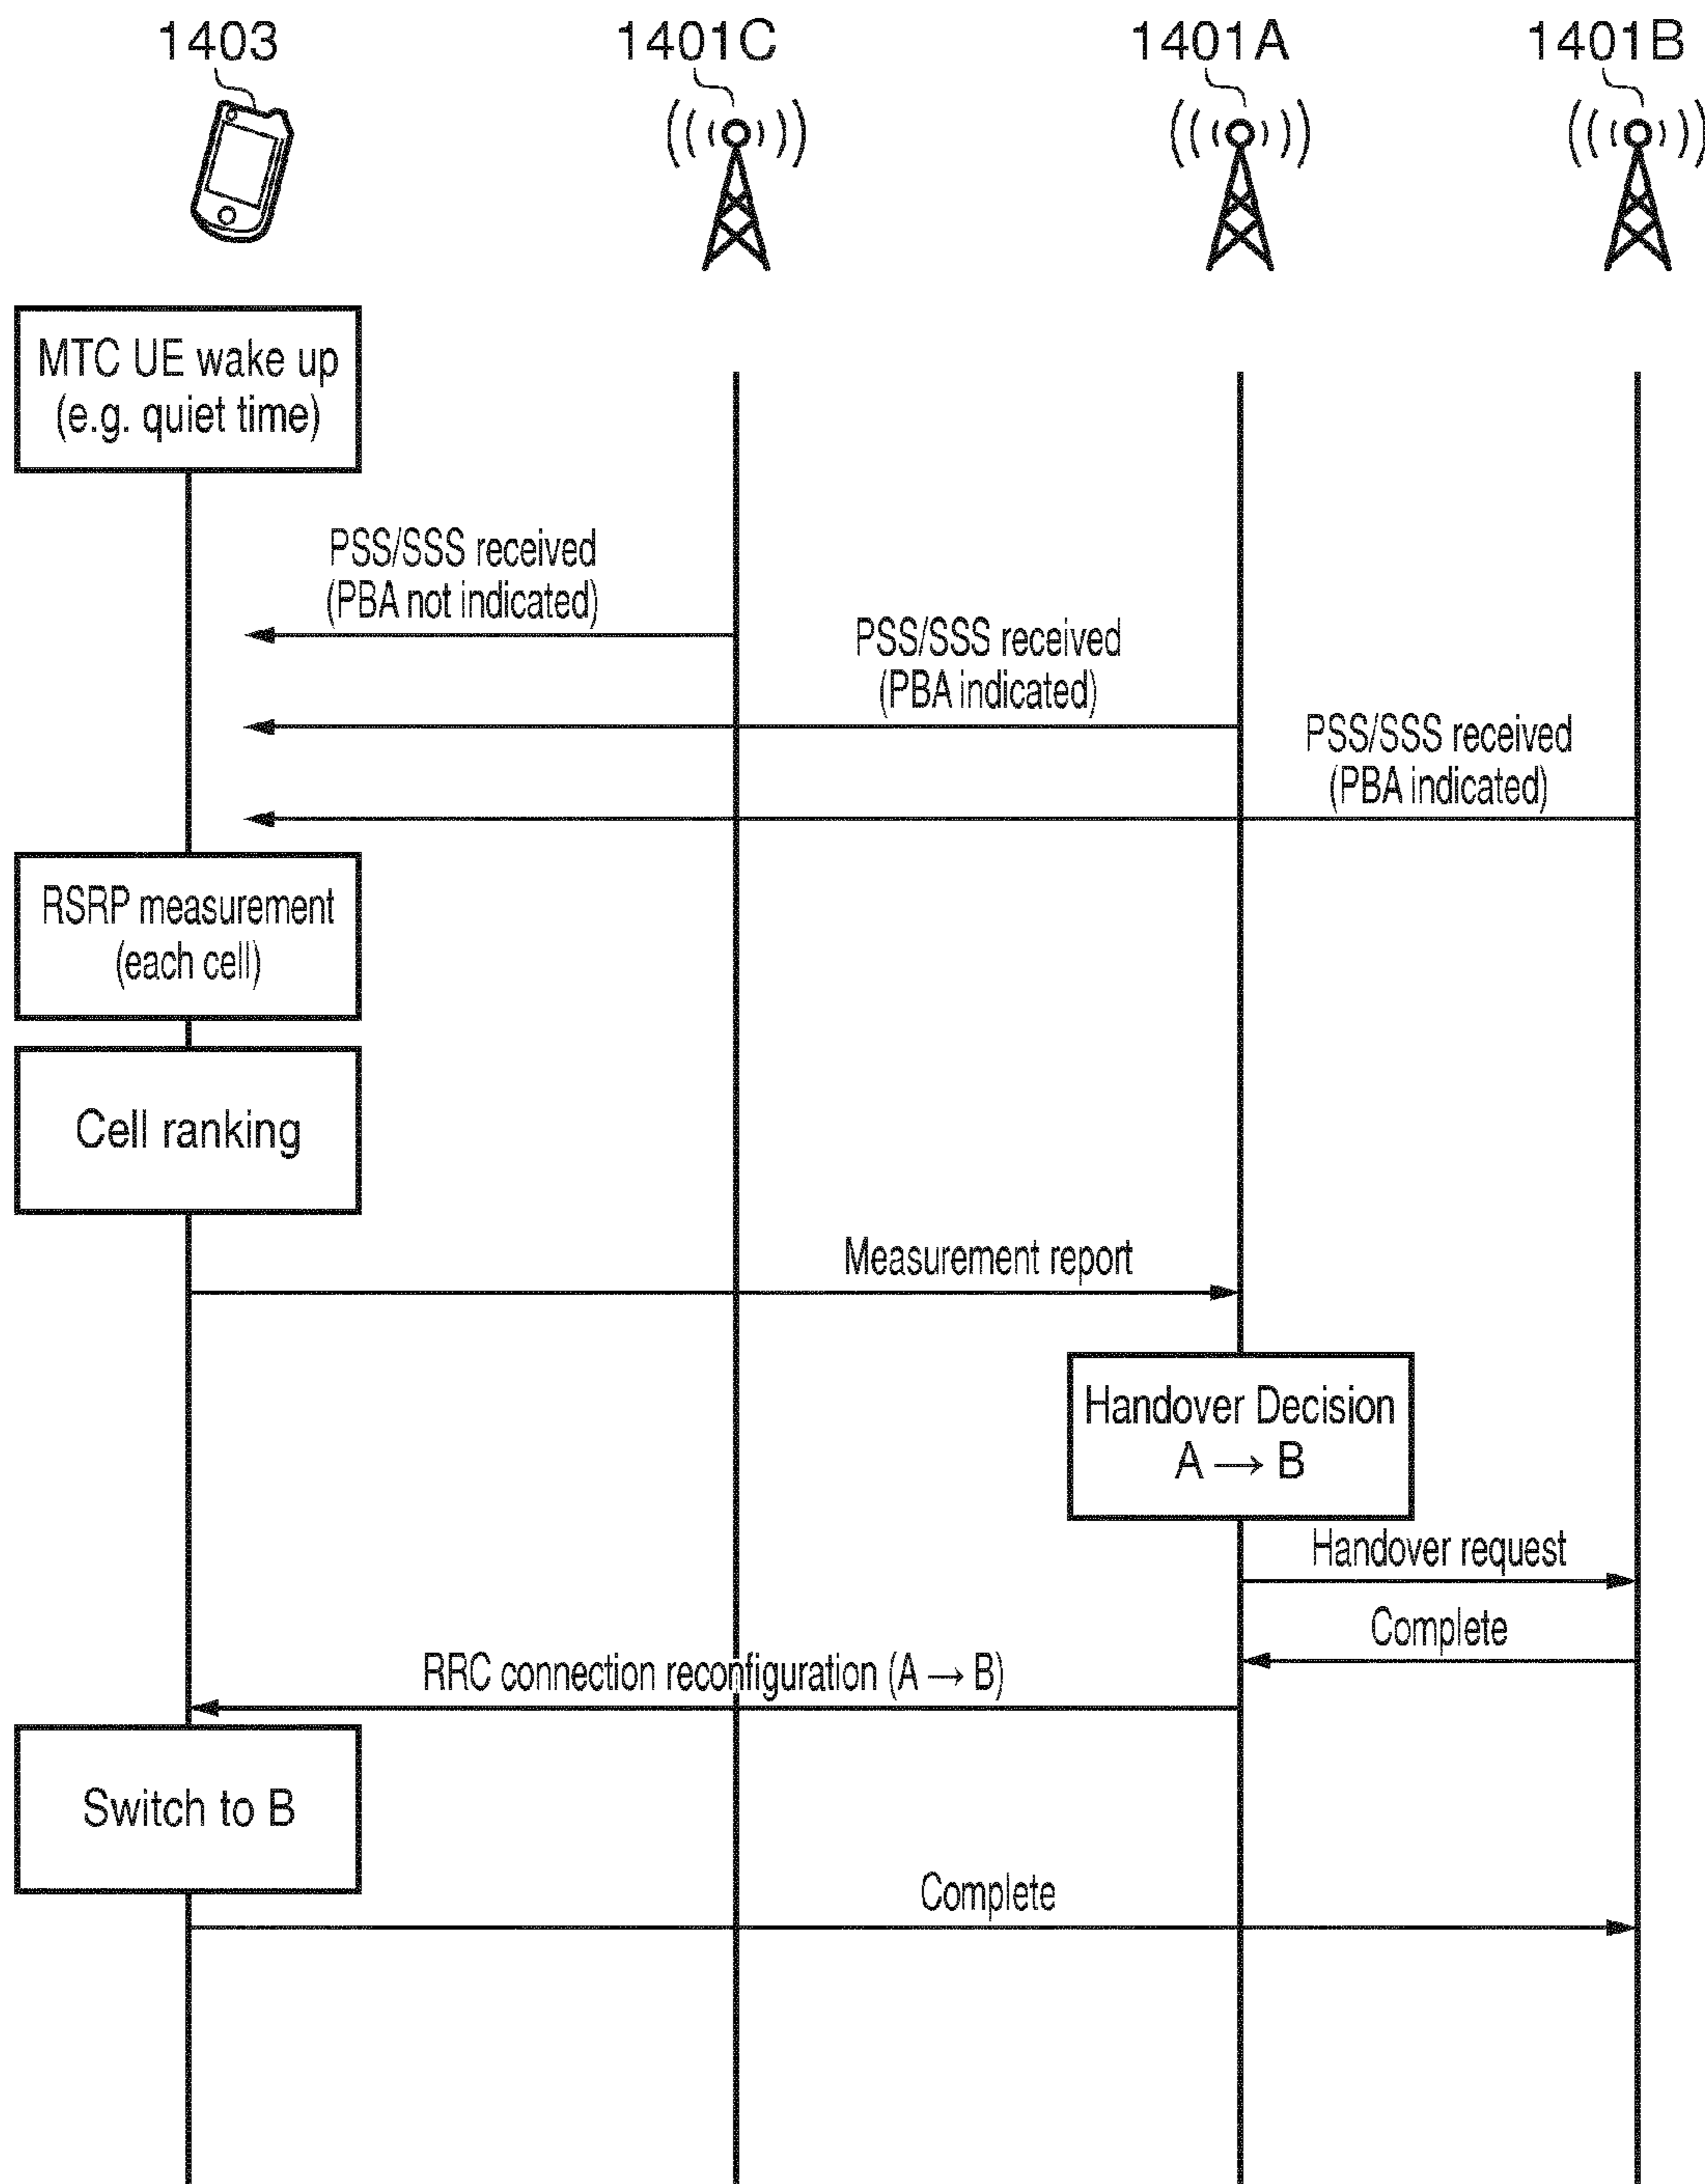 1403
1401C
1401A
1401B
MTC UE wake up
(e.g. quiet time)
PSS/SSS received
(PBA not indicated)
PSS/SSS received
(PBA indicated)
PSS/SSS received
(PBA indicated)
RSRP measurement
(each cell)
Cell ranking
Measurement report
Handover Decision
A → B
Handover request
Complete
RRC connection reconfiguration (A → B)
Switch to B
Complete